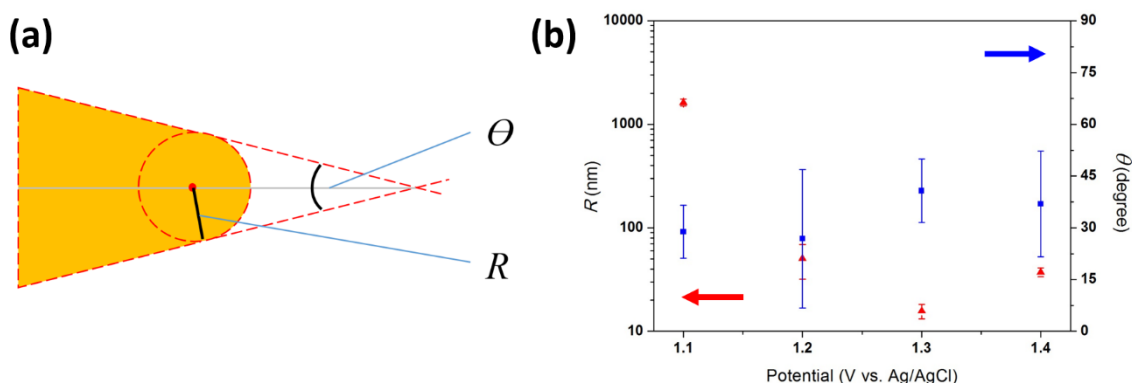 (a)
Θ
R
(b)
10000
1000
100
10
R (nm)
90
75
60
45
30
15
0
θ(degree)
1.1
1.2
1.3
1.4
Potential (V vs. Ag/AgCl)